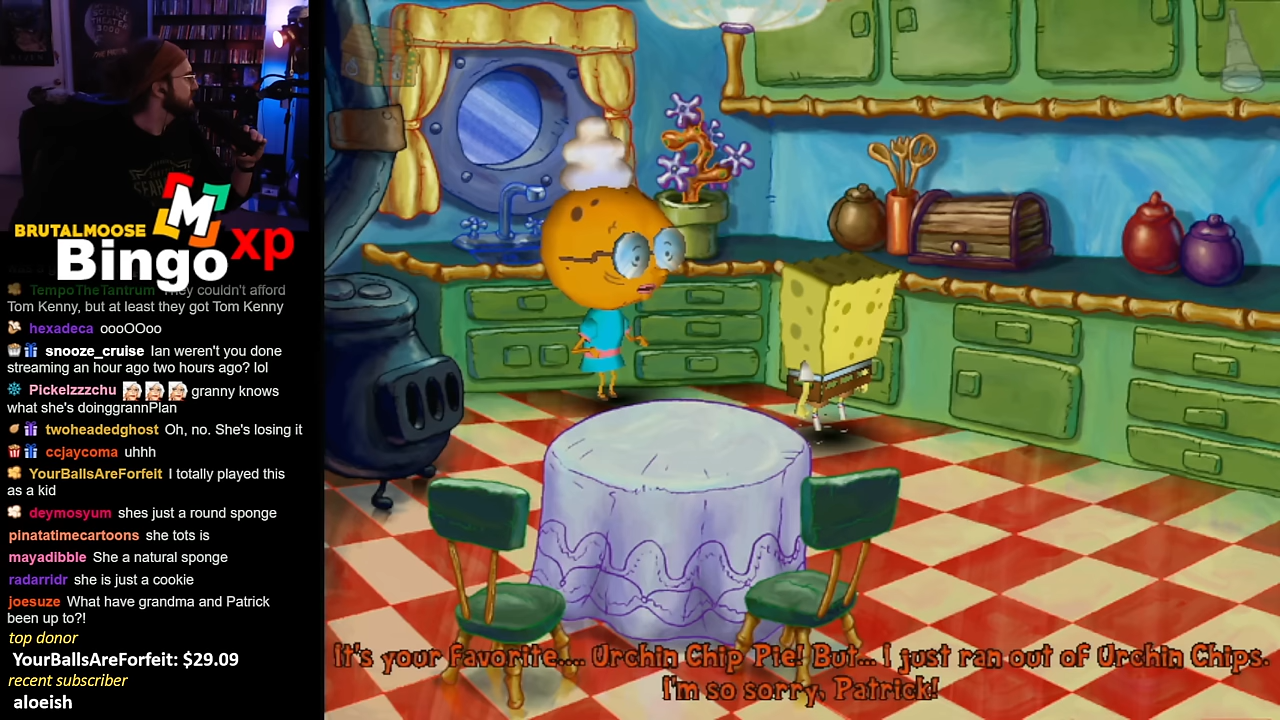 BRUTALMOOSE
M
Bingo xp
TempoTheTantrum They couldn't afford
Tom Kenny, but at least they got Tom Kenny
hexadeca oooOOoo
snooze_cruise Ian weren't you done
streaming an hour ago two hours ago? lol
Pickelzzzchu granny knows
what she's doinggrannPlan
twoheadedghost Oh, no. She's losing it
ccjaycoma uhhh
YourBallsAreForfeit I totally played this
as a kid
deymosyum shes just a round sponge
pinatatimecartoons she tots is
mayadibble She a natural sponge
radarridr she is just a cookie
joesuze What have grandma and Patrick
been up to?!
top donor
YourBallsAreForfeit: $29.09
recent subscriber
aloeish
It's your favorite.... Urchin Chip Pie! But... I just ran out of Urchin Chips.
I'm so sorry, Patrick!